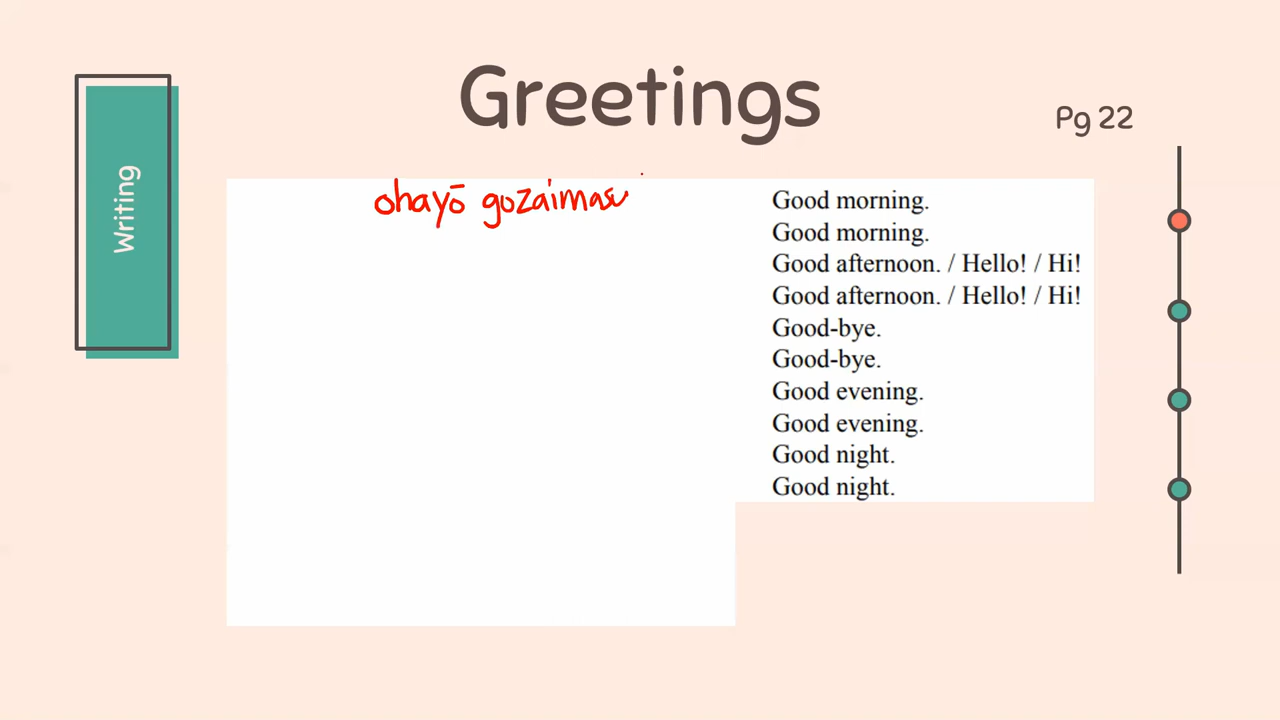 Greetings
Pg 22
Writing
ohayō gozaimasu
Good morning.
Good morning.
Good afternoon. / Hello! / Hi!
Good afternoon. / Hello! / Hi!
Good-bye.
Good-bye.
Good evening.
Good evening.
Good night.
Good night.